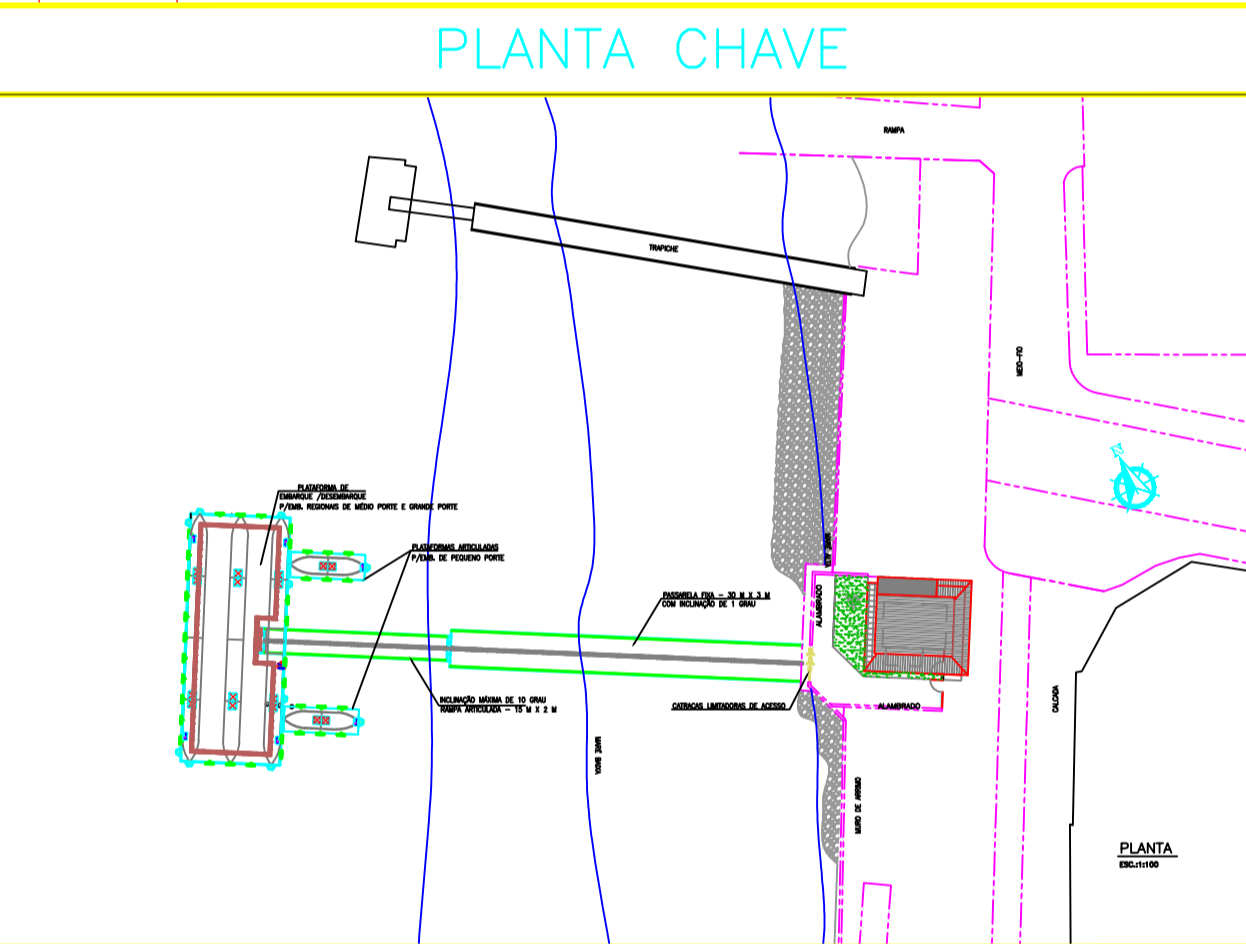 PLANTA CHAVE
RAMPA
TRAPICHE
MEIO-FIO
N
PLATAFORMA DE
EMBARQUE /DESEMBARQUE
P/EMB. REGIONAIS DE MÉDIO PORTE E GRANDE PORTE
PLATAFORMAS ARTICULADAS
P/EMB. DE PEQUENO PORTE
PASSARELA FIXA - 30 M X 3 M
COM INCLINAÇÃO DE 1 GRAU
ALAMBRADO
INCLINAÇÃO MÁXIMA DE 10 GRAU
RAMPA ARTICULADA - 15 M X 2 M
CATRACAS LIMITADORAS DE ACESSO
ALAMBRADO
CALÇADA
MARÉ BAIXA
MURO DE ARRIMO
PLANTA
ESC.:1:100